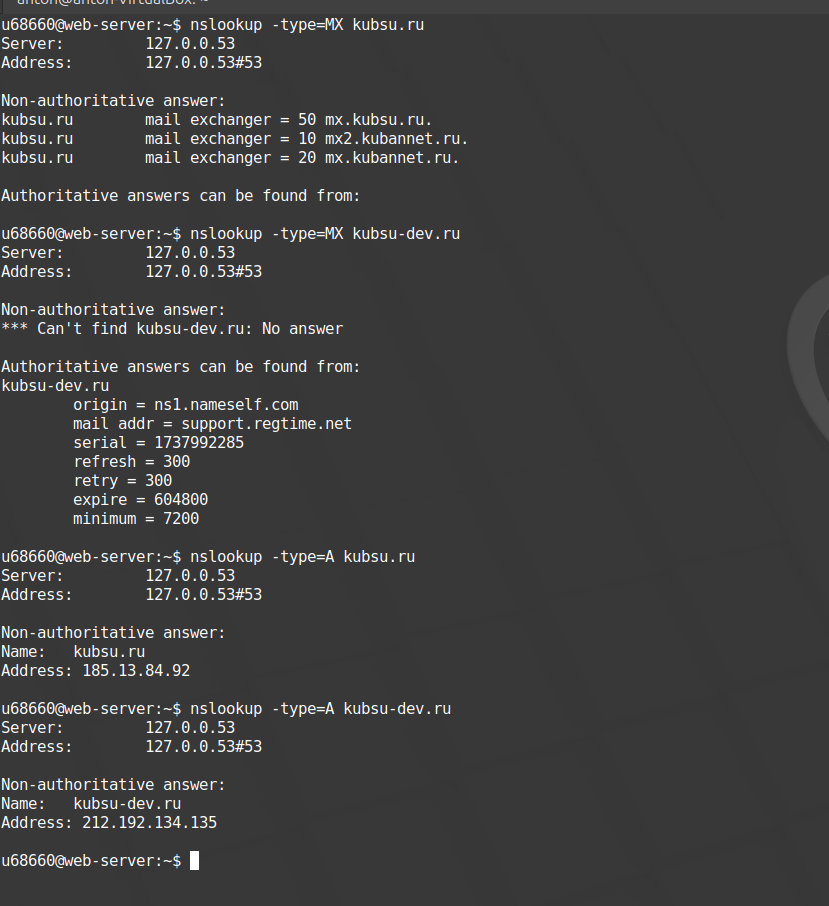 anton@anton-VirtualBox: ~
u68660@web-server:~$ nslookup -type=MX kubsu.ru
Server:         127.0.0.53
Address:        127.0.0.53#53

Non-authoritative answer:
kubsu.ru        mail exchanger = 50 mx.kubsu.ru.
kubsu.ru        mail exchanger = 10 mx2.kubannet.ru.
kubsu.ru        mail exchanger = 20 mx.kubannet.ru.

Authoritative answers can be found from:

u68660@web-server:~$ nslookup -type=MX kubsu-dev.ru
Server:         127.0.0.53
Address:        127.0.0.53#53

Non-authoritative answer:
*** Can't find kubsu-dev.ru: No answer

Authoritative answers can be found from:
kubsu-dev.ru
        origin = ns1.nameself.com
        mail addr = support.regtime.net
        serial = 1737992285
        refresh = 300
        retry = 300
        expire = 604800
        minimum = 7200

u68660@web-server:~$ nslookup -type=A kubsu.ru
Server:         127.0.0.53
Address:        127.0.0.53#53

Non-authoritative answer:
Name:   kubsu.ru
Address: 185.13.84.92

u68660@web-server:~$ nslookup -type=A kubsu-dev.ru
Server:         127.0.0.53
Address:        127.0.0.53#53

Non-authoritative answer:
Name:   kubsu-dev.ru
Address: 212.192.134.135

u68660@web-server:~$